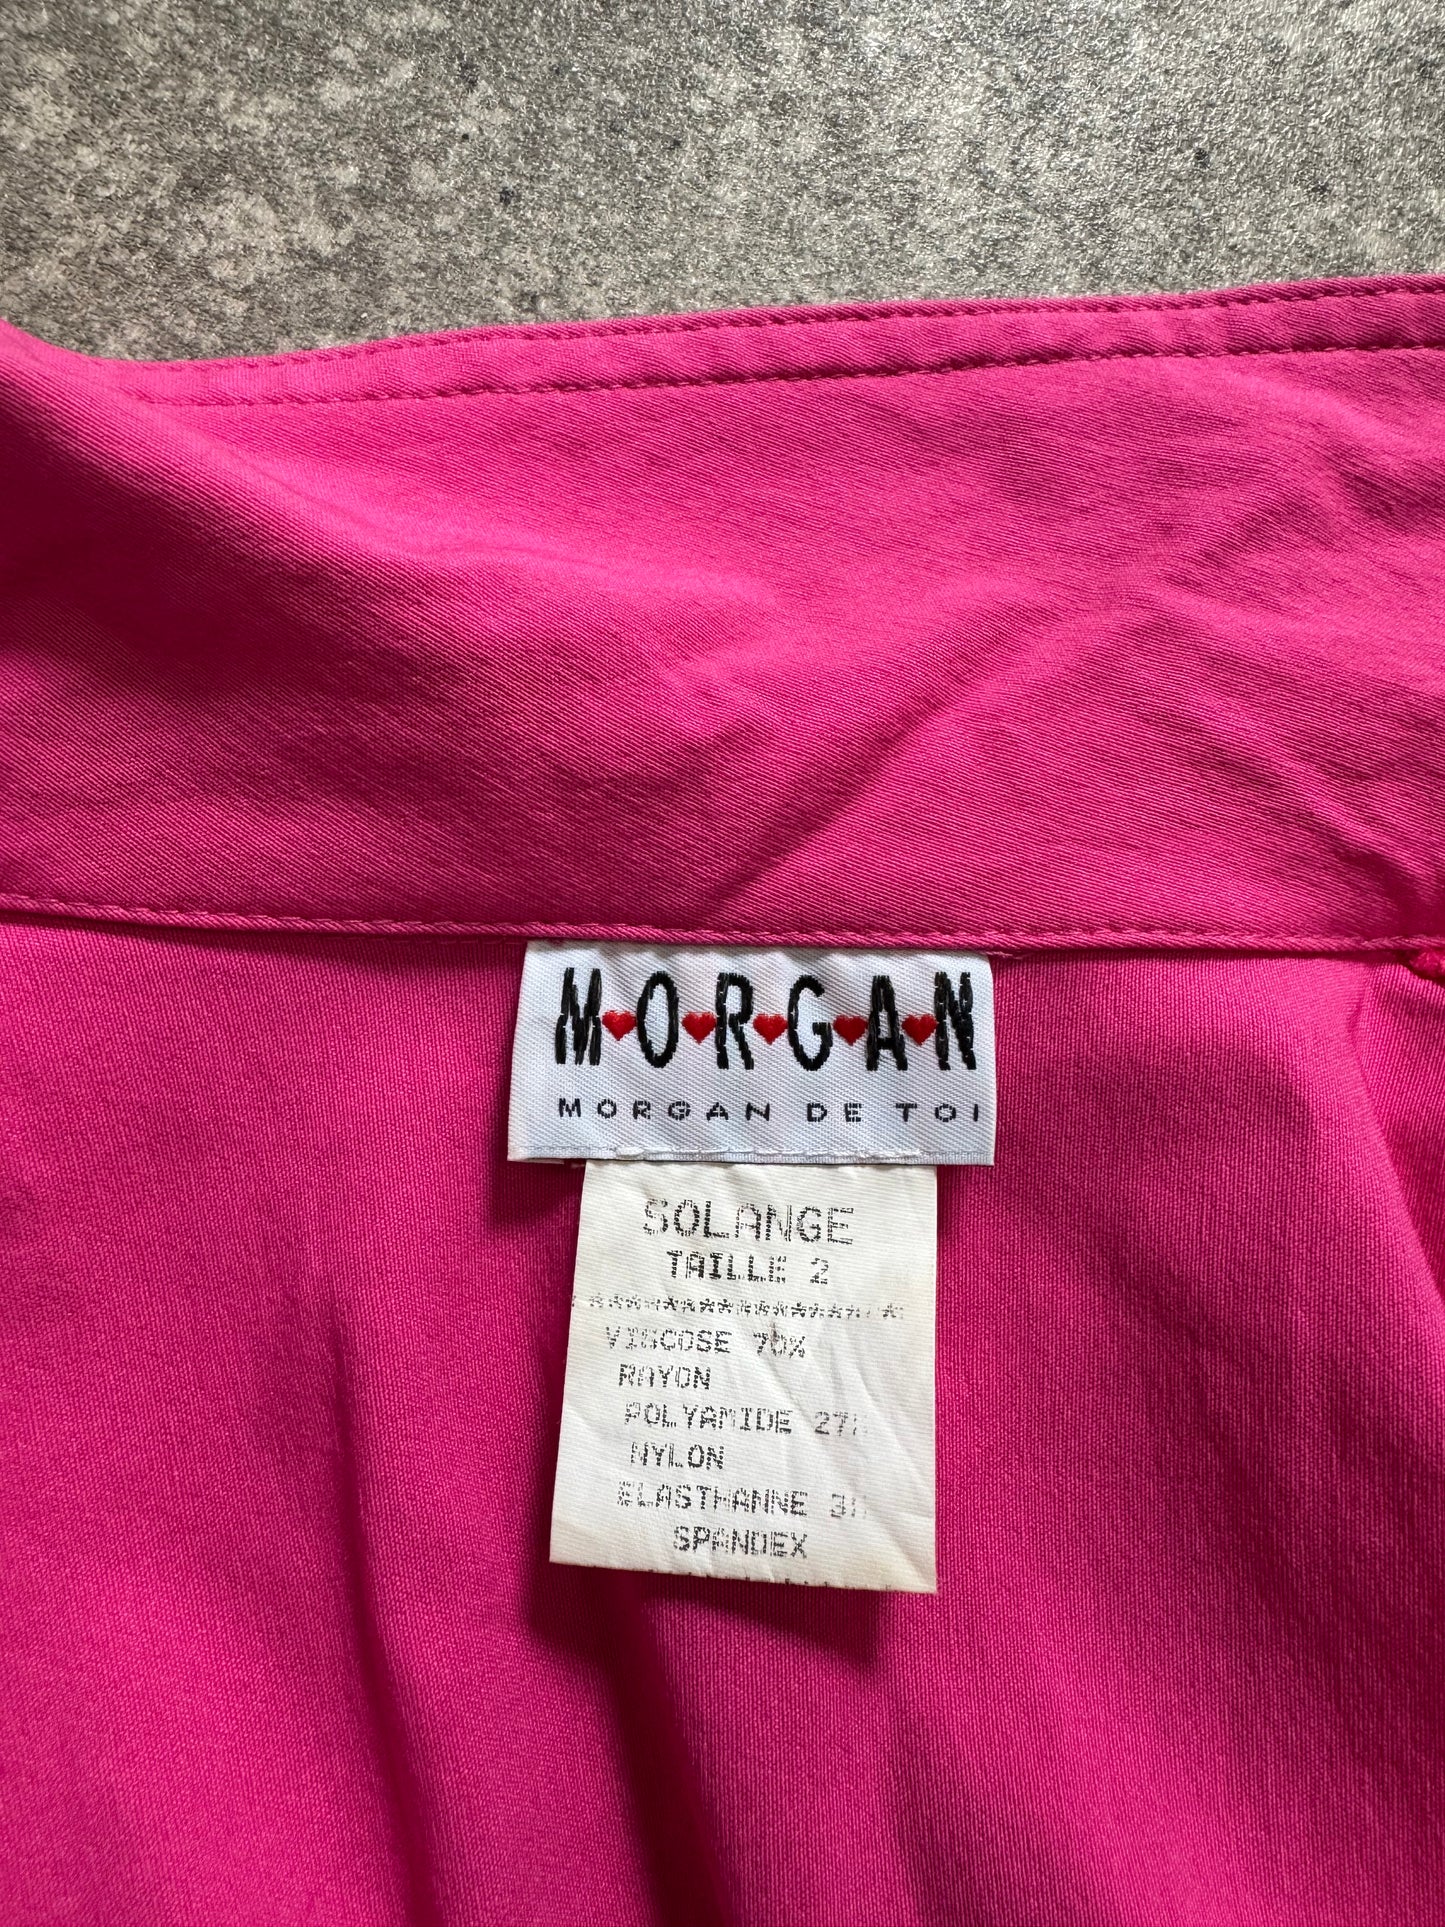 M♥O♥R♥G♥A♥N
MORGAN DE TOI
SOLANGE
TAILLE 2
******************
VISCOSE 70%
RAYON
POLYAMIDE 27%
NYLON
ELASTHANNE 3%
SPANDEX